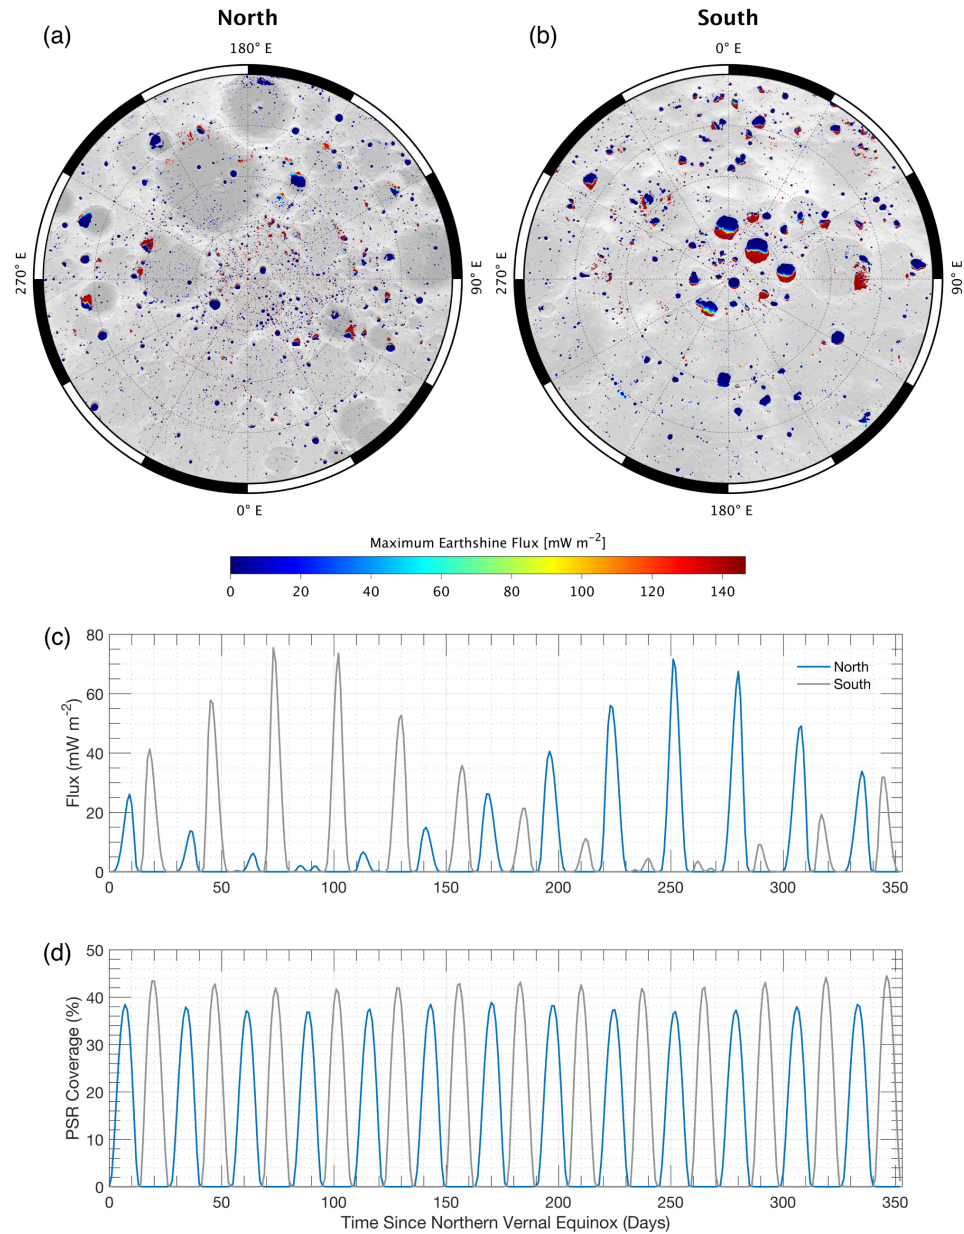 North
South
(a)
(b)
180° E
0° E
270° E
90° E
270° E
90° E
0° E
180° E
Maximum Earthshine Flux [mW m−2]
0 20 40 60 80 100 120 140
(c)
80
60
40
20
0
Flux (mW m-2)
North
South
0 50 100 150 200 250 300 350
(d)
50
40
30
20
10
0
PSR Coverage (%)
0 50 100 150 200 250 300 350
Time Since Northern Vernal Equinox (Days)